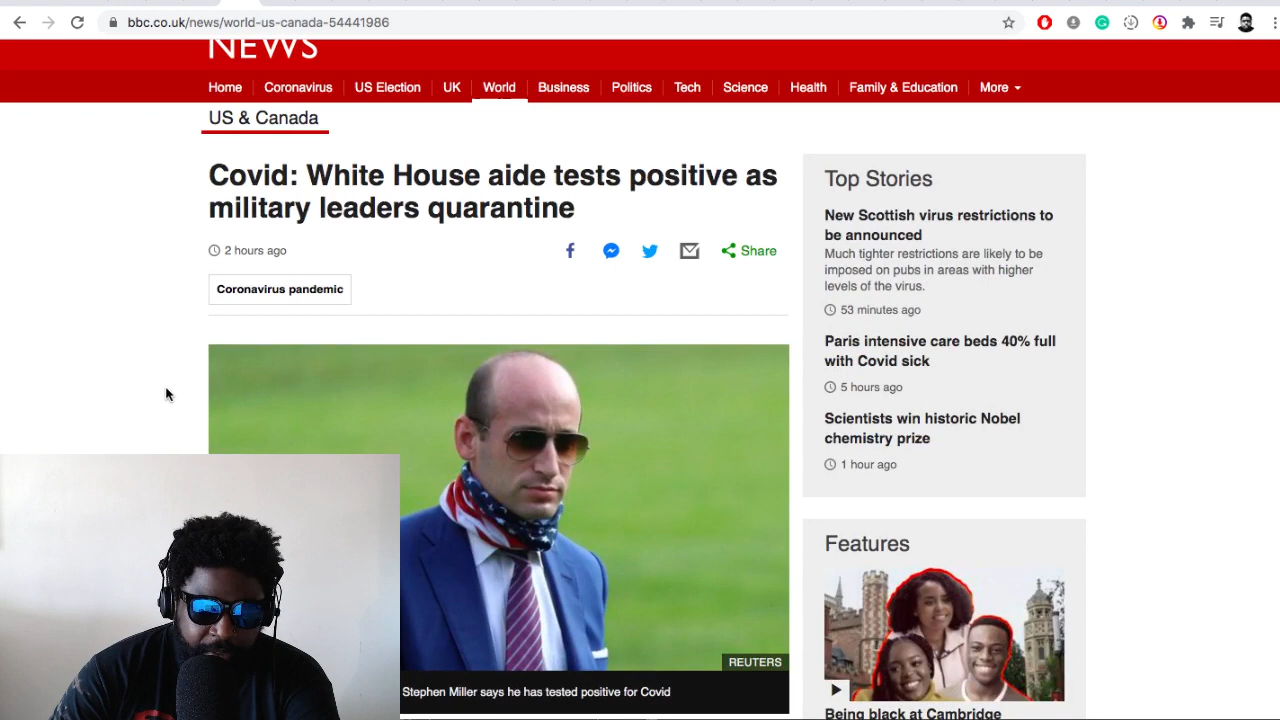 bbc.co.uk/news/world-us-canada-54441986
NEWS
Home Coronavirus US Election UK World Business Politics Tech Science Health Family & Education More
US & Canada
Covid: White House aide tests positive as
military leaders quarantine
2 hours ago
Share
Coronavirus pandemic
REUTERS
Stephen Miller says he has tested positive for Covid
Top Stories
New Scottish virus restrictions to
be announced
Much tighter restrictions are likely to be
imposed on pubs in areas with higher
levels of the virus.
53 minutes ago
Paris intensive care beds 40% full
with Covid sick
5 hours ago
Scientists win historic Nobel
chemistry prize
1 hour ago
Features
Being black at Cambridge